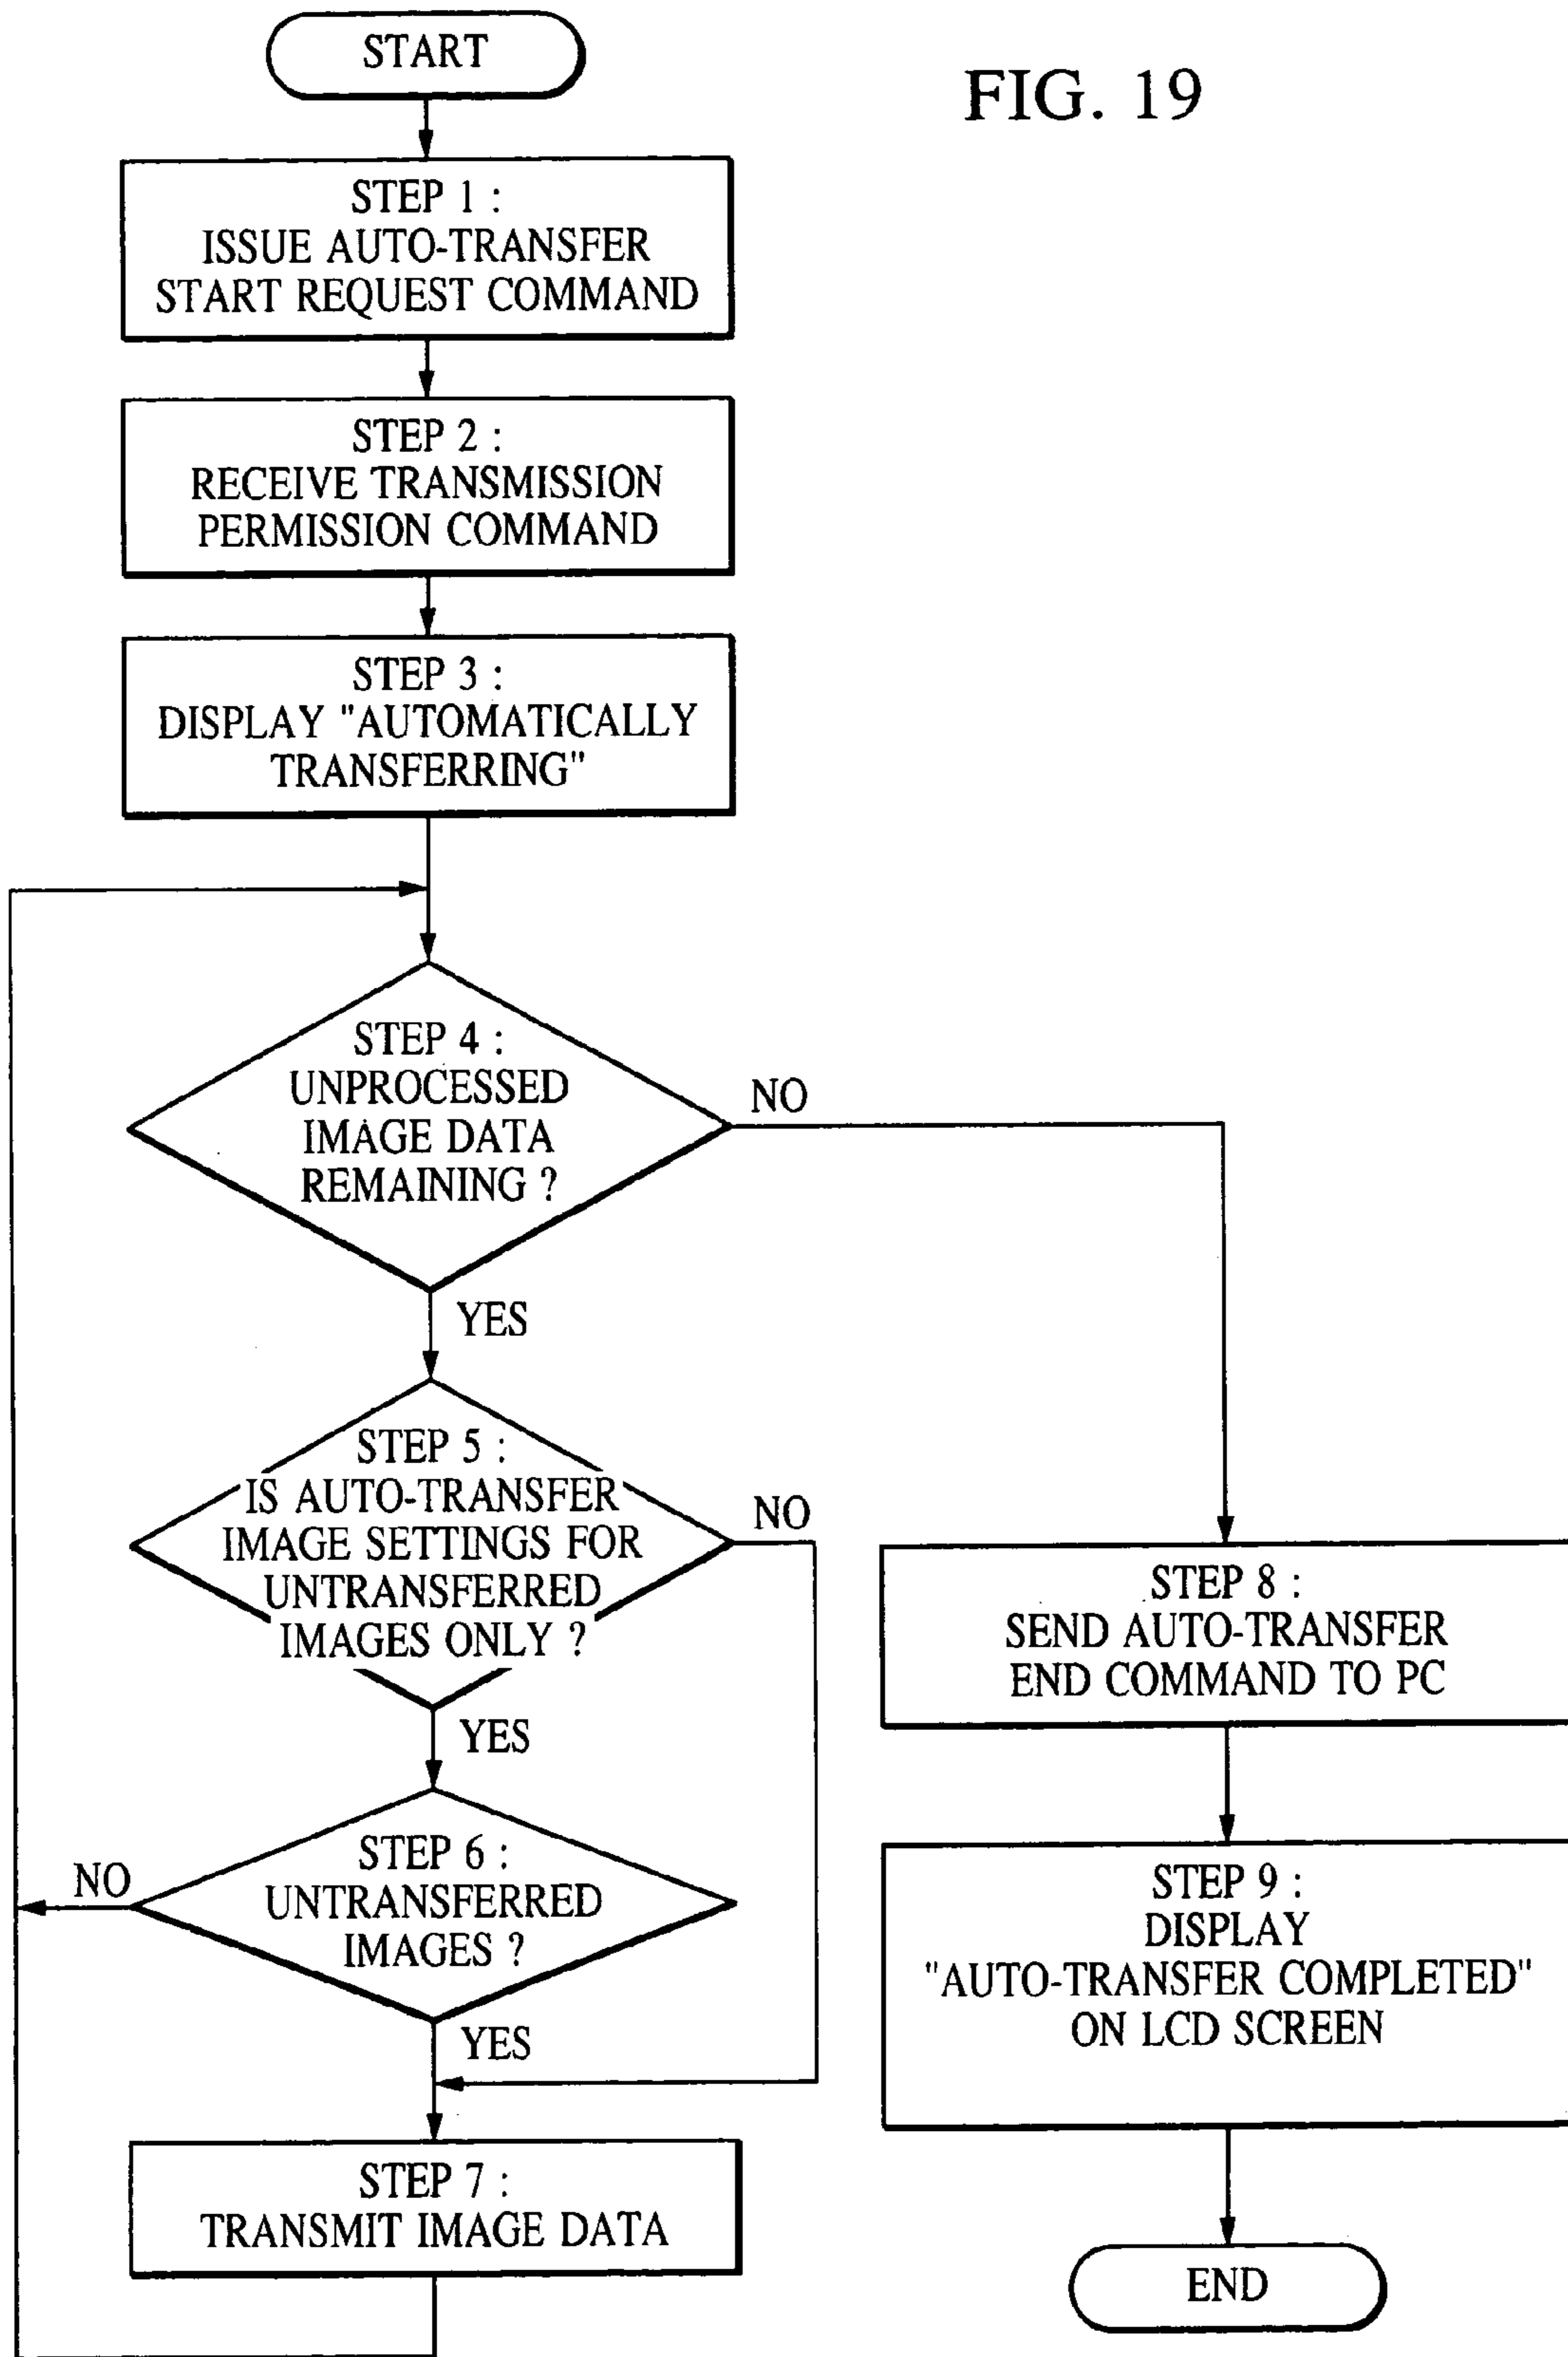 START
FIG. 19
STEP 1 :
ISSUE AUTO-TRANSFER
START REQUEST COMMAND
STEP 2 :
RECEIVE TRANSMISSION
PERMISSION COMMAND
STEP 3 :
DISPLAY "AUTOMATICALLY
TRANSFERRING"
STEP 4 :
UNPROCESSED
IMAGE DATA
REMAINING ?
NO
YES
STEP 5 :
IS AUTO-TRANSFER
IMAGE SETTINGS FOR
UNTRANSFERRED
IMAGES ONLY ?
NO
YES
STEP 6 :
UNTRANSFERRED
IMAGES ?
NO
YES
STEP 7 :
TRANSMIT IMAGE DATA
STEP 8 :
SEND AUTO-TRANSFER
END COMMAND TO PC
STEP 9 :
DISPLAY
"AUTO-TRANSFER COMPLETED"
ON LCD SCREEN
END